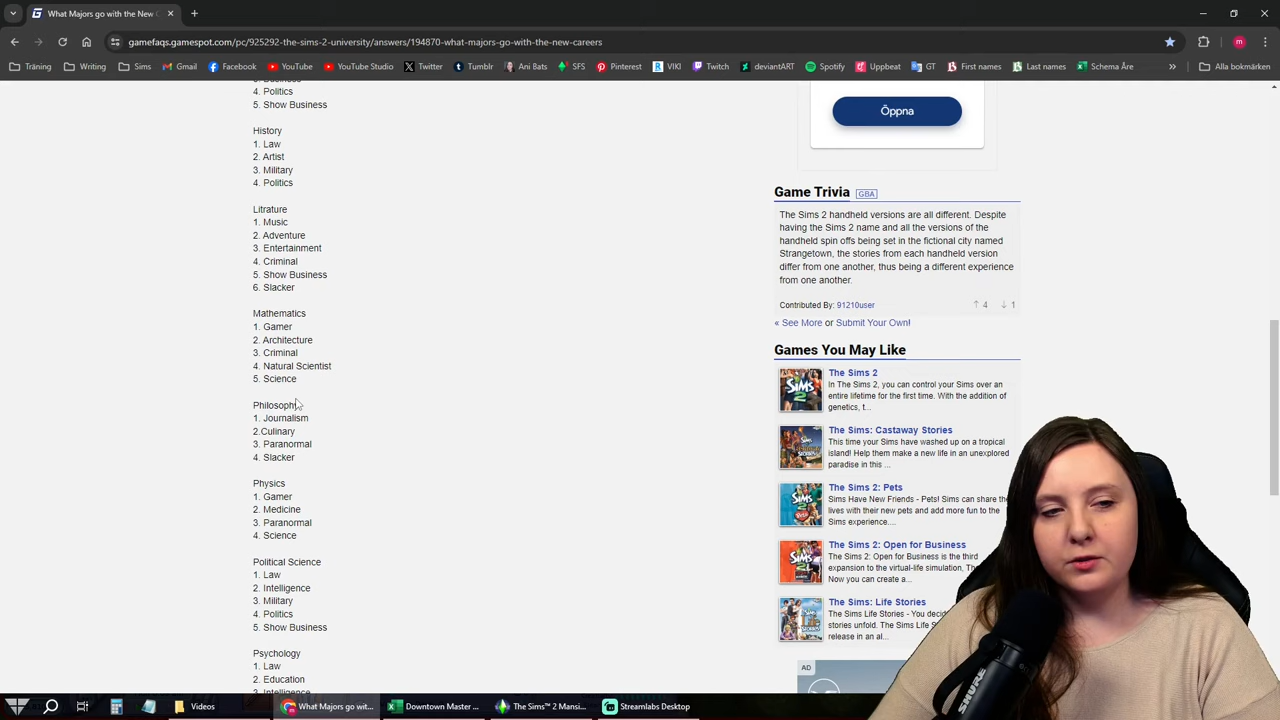 What Majors go with the New C
gamefaqs.gamespot.com/pc/925292-the-sims-2-university/answers/194870-what-majors-go-with-the-new-careers
Träning
Writing
Sims
Gmail
Facebook
YouTube
YouTube Studio
Twitter
Tumblr
Ani Bats
SFS
Pinterest
VIKI
Twitch
deviantART
Spotify
Uppbeat
GT
First names
Last names
Schema Åre
Alla bokmärken
4. Politics
5. Show Business
History
1. Law
2. Artist
3. Military
4. Politics
Litrature
1. Music
2. Adventure
3. Entertainment
4. Criminal
5. Show Business
6. Slacker
Mathematics
1. Gamer
2. Architecture
3. Criminal
4. Natural Scientist
5. Science
Philosophy
1. Journalism
2.Culinary
3. Paranormal
4. Slacker
Physics
1. Gamer
2. Medicine
3. Paranormal
4. Science
Political Science
1. Law
2. Intelligence
3. Military
4. Politics
5. Show Business
Psychology
1. Law
2. Education
3. Intelligence
Öppna
Game Trivia GBA
The Sims 2 handheld versions are all different. Despite
having the Sims 2 name and all the versions of the
handheld spin offs being set in the fictional city named
Strangetown, the stories from each handheld version
differ from one another, thus being a different experience
from one another.
Contributed By: 91210user
4 1
« See More or Submit Your Own!
Games You May Like
The Sims 2
In The Sims 2, you can control your Sims over an
entire lifetime for the first time. With the addition of
genetics, t...
The Sims: Castaway Stories
This time your Sims have washed up on a tropical
island! Help them make a new life in an unexplored
paradise in this ...
The Sims 2: Pets
Sims Have New Friends - Pets! Sims can share the
lives with their new pets and add more fun to the
Sims experience....
The Sims 2: Open for Business
The Sims 2: Open for Business is the third
expansion to the virtual-life simulation, The
Now you can create a...
The Sims: Life Stories
The Sims Life Stories - You decid
stories unfold. The Sims Life S
release in an al...
AD
SHURE
Videos
What Majors go wit...
Downtown Master ...
The Sims™ 2 Mansi...
Streamlabs Desktop